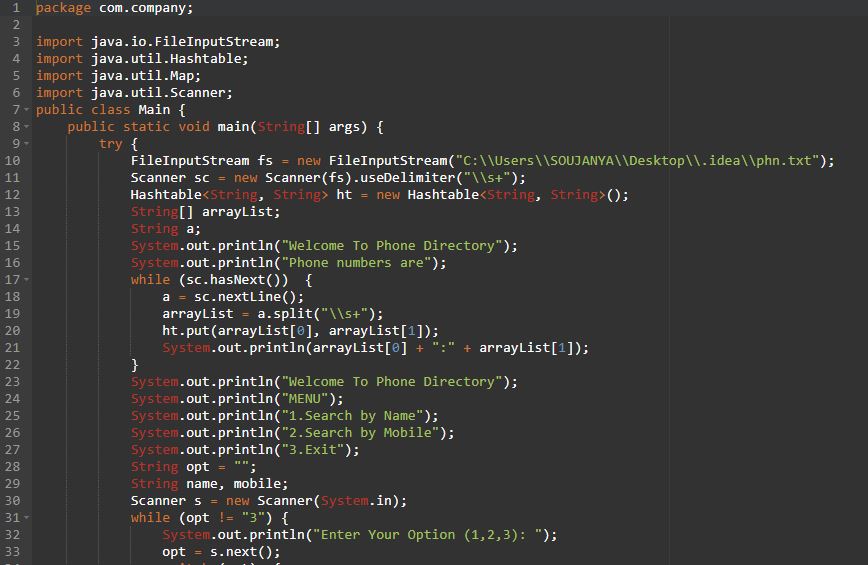 1 package com.company;
2
3 import java.io.FileInputStream;
4 import java.util.Hashtable;
5 import java.util.Map;
6 import java.util.Scanner;
7 public class Main {
8     public static void main(String[] args) {
9         try {
10             FileInputStream fs = new FileInputStream("C:\\Users\\SOUJANYA\\Desktop\\.idea\\phn.txt");
11             Scanner sc = new Scanner(fs).useDelimiter("\\s+");
12             Hashtable<String, String> ht = new Hashtable<String, String>();
13             String[] arrayList;
14             String a;
15             System.out.println("Welcome To Phone Directory");
16             System.out.println("Phone numbers are");
17             while (sc.hasNext())  {
18                 a = sc.nextLine();
19                 arrayList = a.split("\\s+");
20                 ht.put(arrayList[0], arrayList[1]);
21                 System.out.println(arrayList[0] + ":" + arrayList[1]);
22             }
23             System.out.println("Welcome To Phone Directory");
24             System.out.println("MENU");
25             System.out.println("1.Search by Name");
26             System.out.println("2.Search by Mobile");
27             System.out.println("3.Exit");
28             String opt = "";
29             String name, mobile;
30             Scanner s = new Scanner(System.in);
31             while (opt != "3") {
32                 System.out.println("Enter Your Option (1,2,3): ");
33                 opt = s.next();